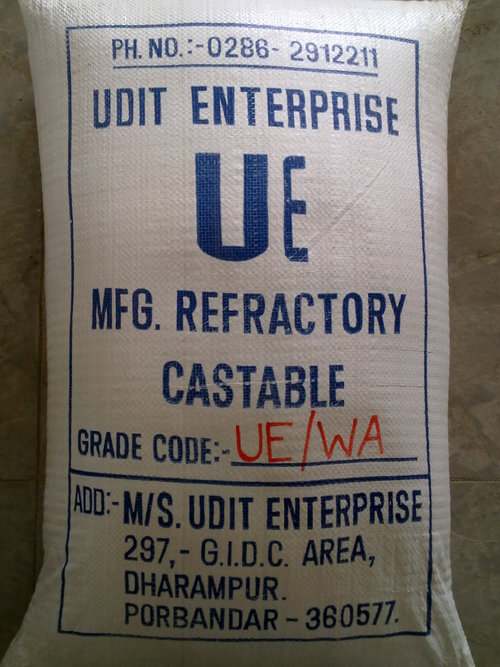 PH. NO.:-0286- 2912211
UDIT ENTERPRISE
UE
MFG. REFRACTORY
CASTABLE
GRADE CODE:- UE/WA
ADD:- M/S. UDIT ENTERPRISE
297,- G.I.D.C. AREA,
DHARAMPUR.
PORBANDAR - 360577.